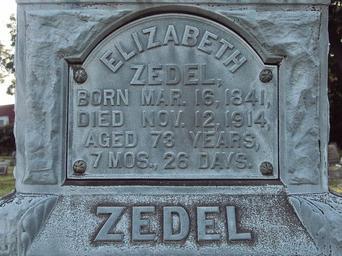 ELIZABETH
ZEDEL,
BORN MAR. 16, 1841,
DIED NOV. 12, 1914,
AGED 73 YEARS,
7 MOS., 26 DAYS.
ZEDEL